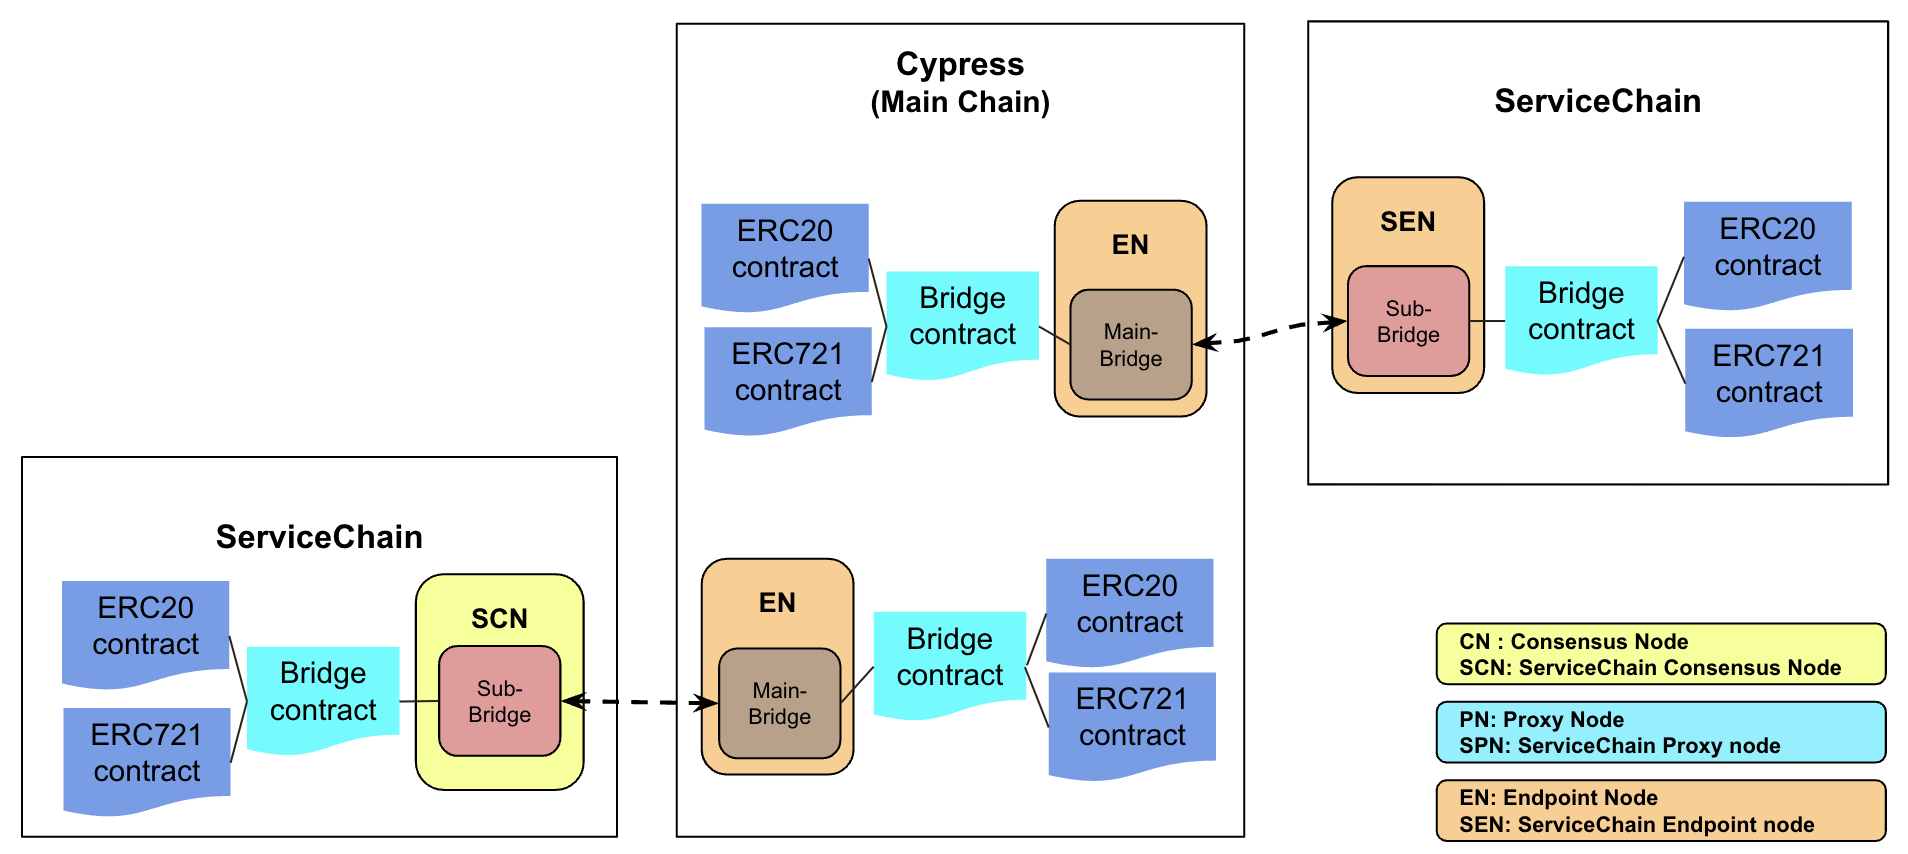 Cypress
(Main Chain)
ERC20
contract
ERC721
contract
Bridge
contract
EN
Main-
Bridge
EN
Main-
Bridge
Bridge
contract
ERC20
contract
ERC721
contract
ServiceChain
SEN
Sub-
Bridge
Bridge
contract
ERC20
contract
ERC721
contract
ServiceChain
ERC20
contract
ERC721
contract
Bridge
contract
SCN
Sub-
Bridge
CN : Consensus Node
SCN: ServiceChain Consensus Node
PN: Proxy Node
SPN: ServiceChain Proxy node
EN: Endpoint Node
SEN: ServiceChain Endpoint node